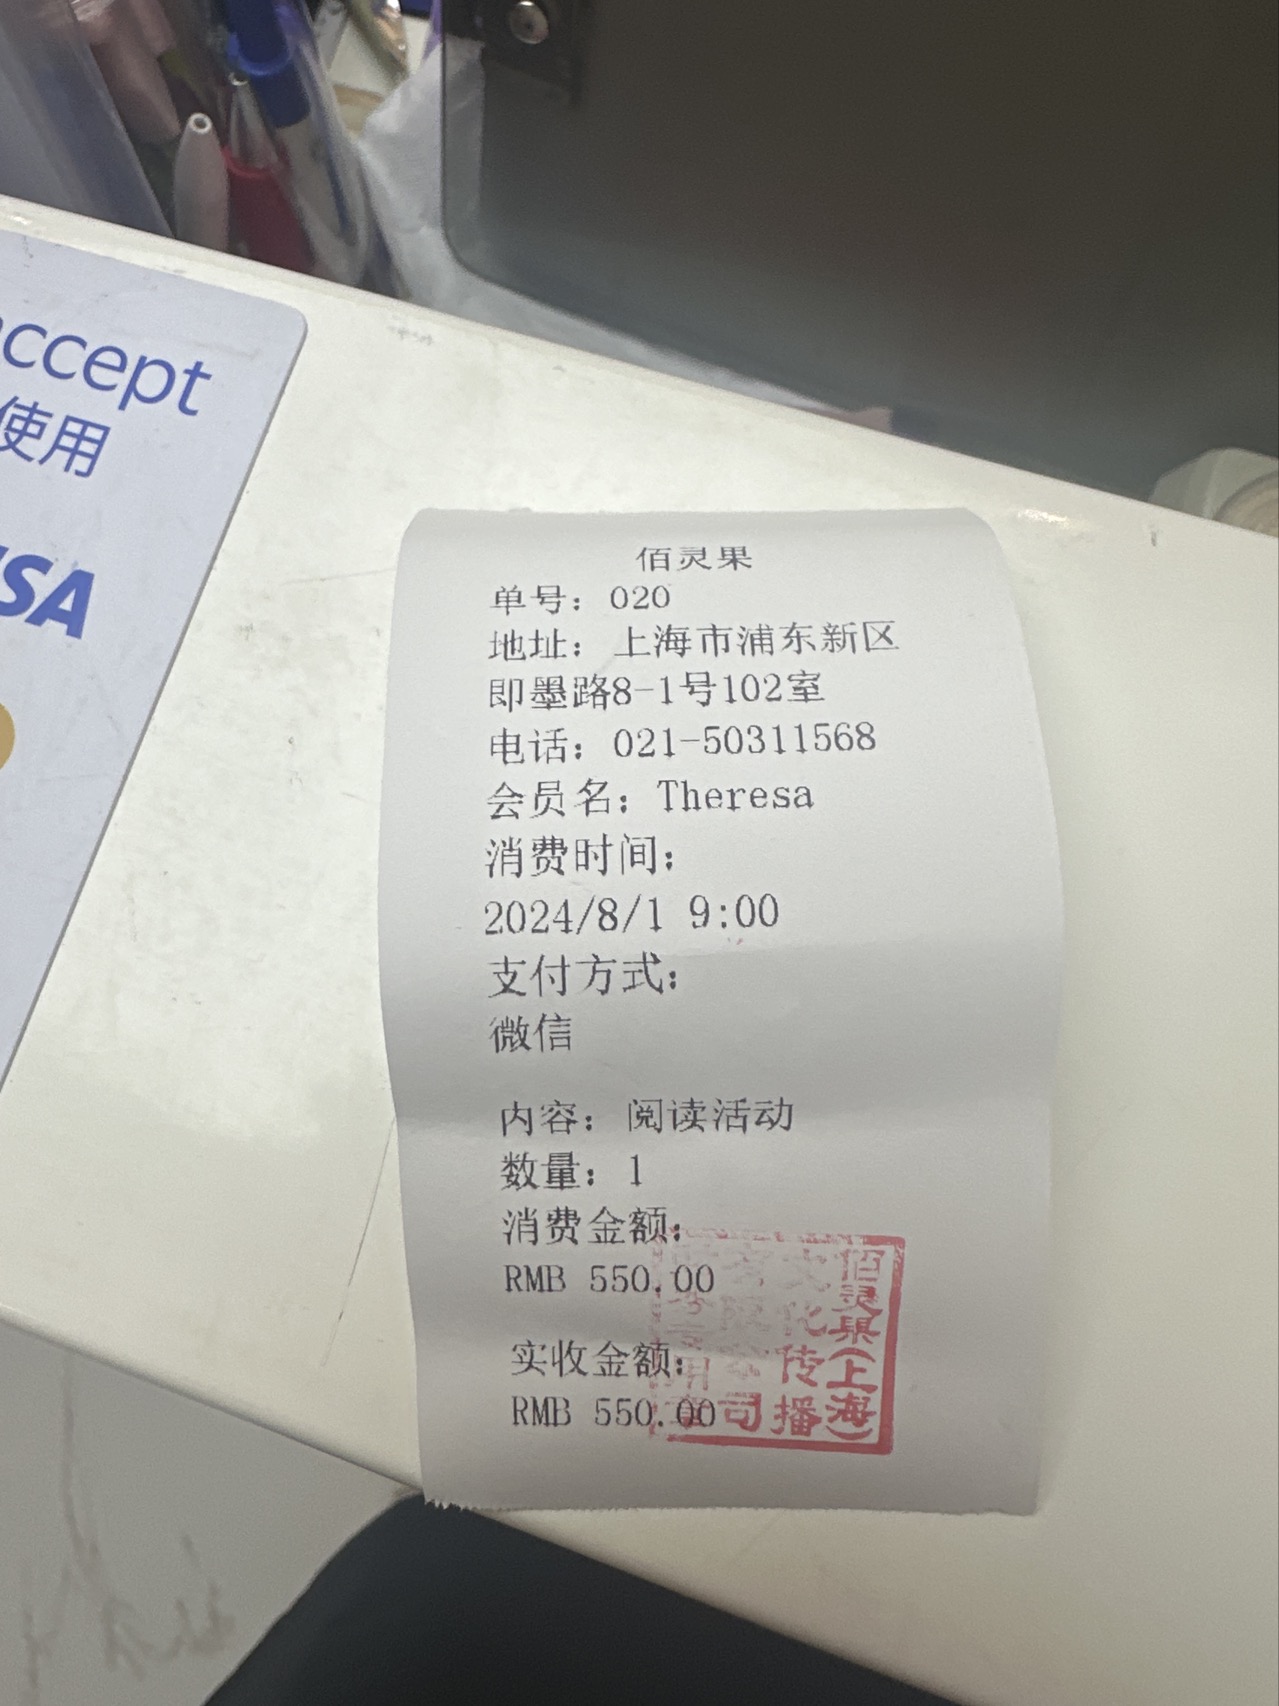 accept
使用
VISA
佰灵果
单号：020
地址：上海市浦东新区
即墨路8-1号102室
电话：021-50311568
会员名：Theresa
消费时间：
2024/8/1 9:00
支付方式：
微信
内容：阅读活动
数量：1
消费金额：
RMB 550.00
实收金额：
RMB 550.00
佰灵果(上海)
文化传播
有限公司